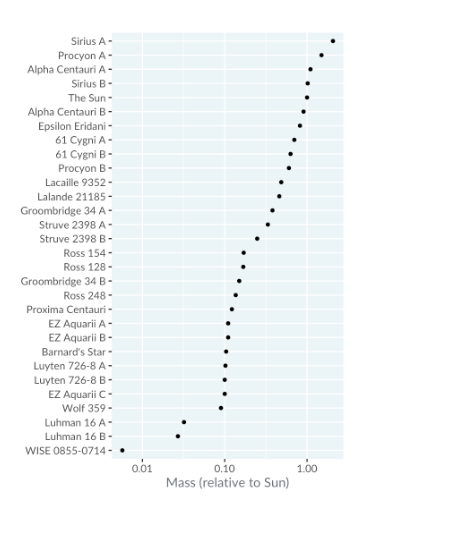 Sirius A
Procyon A
Alpha Centauri A
Sirius B
The Sun
Alpha Centauri B
Epsilon Eridani
61 Cygni A
61 Cygni B
Procyon B
Lacaille 9352
Lalande 21185
Groombridge 34 A
Struve 2398 A
Struve 2398 B
Ross 154
Ross 128
Groombridge 34 B
Ross 248
Proxima Centauri
EZ Aquarii A
EZ Aquarii B
Barnard's Star
Luyten 726-8 A
Luyten 726-8 B
EZ Aquarii C
Wolf 359
Luhman 16 A
Luhman 16 B
WISE 0855-0714
0.01 0.10 1.00
Mass (relative to Sun)